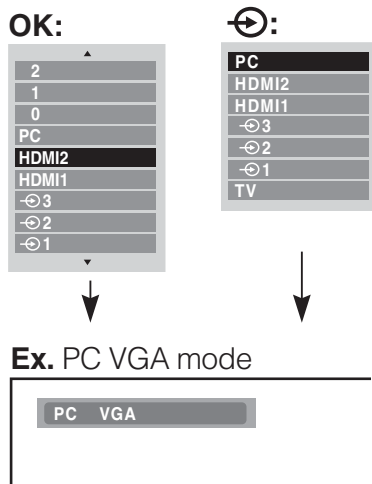 OK:
2
1
0
PC
HDMI2
HDMI1
3
2
1
:
PC
HDMI2
HDMI1
3
2
1
TV
Ex. PC VGA mode
PC VGA